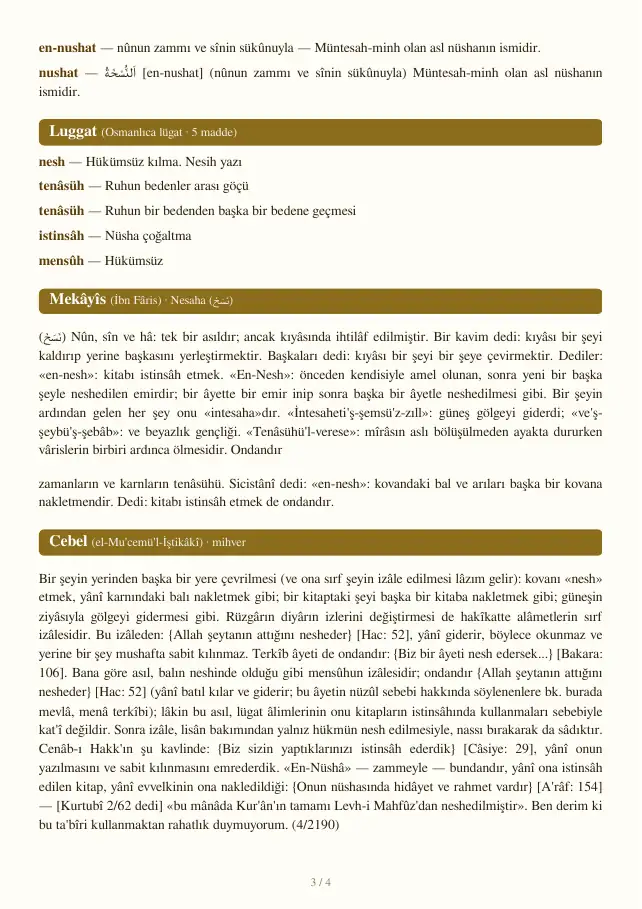 en-nushat — nûnun zammı ve sînin sükûnuyla — Müntesah-minh olan asl nüshanın ismidir.
nushat — اَلنُّسْخَةُ [en-nushat] (nûnun zammı ve sînin sükûnuyla) Müntesah-minh olan asl nüshanın
ismidir.
Luggat (Osmanlıca lügat · 5 madde)
nesh — Hükümsüz kılma. Nesih yazı
tenâsüh — Ruhun bedenler arası göçü
tenâsüh — Ruhun bir bedenden başka bir bedene geçmesi
istinsâh — Nüsha çoğaltma
mensûh — Hükümsüz
Mekâyîs (İbn Fâris) · Nesaha (نَسَخَ)
(نَسَخَ) Nûn, sîn ve hâ: tek bir asıldır; ancak kıyâsında ihtilâf edilmiştir. Bir kavim dedi: kıyâsı bir şeyi
kaldırıp yerine başkasını yerleştirmektir. Başkaları dedi: kıyâsı bir şeyi bir şeye çevirmektir. Dediler:
«en-nesh»: kitabı istinsâh etmek. «En-Nesh»: önceden kendisiyle amel olunan, sonra yeni bir başka
şeyle neshedilen emirdir; bir âyette bir emir inip sonra başka bir âyetle neshedilmesi gibi. Bir şeyin
ardından gelen her şey onu «intesaha»dır. «İntesaheti'ş-şemsü'z-zıll»: güneş gölgeyi giderdi; «ve'ş-
şeybü'ş-şebâb»: ve beyazlık gençliği. «Tenâsühü'l-verese»: mîrâsın aslı bölüşülmeden ayakta dururken
vârislerin birbiri ardınca ölmesidir. Ondandır
zamanların ve karnların tenâsühü. Sicistânî dedi: «en-nesh»: kovandaki bal ve arıları başka bir kovana
nakletmendir. Dedi: kitabı istinsâh etmek de ondandır.
Cebel (el-Mu'cemü'l-İştikâkî) · mihver
Bir şeyin yerinden başka bir yere çevrilmesi (ve ona sırf şeyin izâle edilmesi lâzım gelir): kovanı «nesh»
etmek, yânî karnındaki balı nakletmek gibi; bir kitaptaki şeyi başka bir kitaba nakletmek gibi; güneşin
ziyâsıyla gölgeyi gidermesi gibi. Rüzgârın diyârın izlerini değiştirmesi de hakîkatte alâmetlerin sırf
izâlesidir. Bu izâleden: {Allah şeytanın attığını nesheder} [Hac: 52], yânî giderir, böylece okunmaz ve
yerine bir şey mushafta sabit kılınmaz. Terkîb âyeti de ondandır: {Biz bir âyeti nesh edersek...} [Bakara:
106]. Bana göre asıl, balın neshinde olduğu gibi mensûhun izâlesidir; ondandır {Allah şeytanın attığını
nesheder} [Hac: 52] (yânî batıl kılar ve giderir; bu âyetin nüzûl sebebi hakkında söylenenlere bk. burada
mevlâ, menâ terkîbi); lâkin bu asıl, lügat âlimlerinin onu kitapların istinsâhında kullanmaları sebebiyle
kat'î değildir. Sonra izâle, lisân bakımından yalnız hükmün nesh edilmesiyle, nassı bırakarak da sâdıktır.
Cenâb-ı Hakk'ın şu kavlinde: {Biz sizin yaptıklarınızı istinsâh ederdik} [Câsiye: 29], yânî onun
yazılmasını ve sabit kılınmasını emrederdik. «En-Nüshâ» — zammeyle — bundandır, yânî ona istinsâh
edilen kitap, yânî evvelkinin ona nakledildiği: {Onun nüshasında hidâyet ve rahmet vardır} [A'râf: 154]
— [Kurtubî 2/62 dedi] «bu mânâda Kur'ân'ın tamamı Levh-i Mahfûz'dan neshedilmiştir». Ben derim ki
bu ta'bîri kullanmaktan rahatlık duymuyorum. (4/2190)
3 / 4